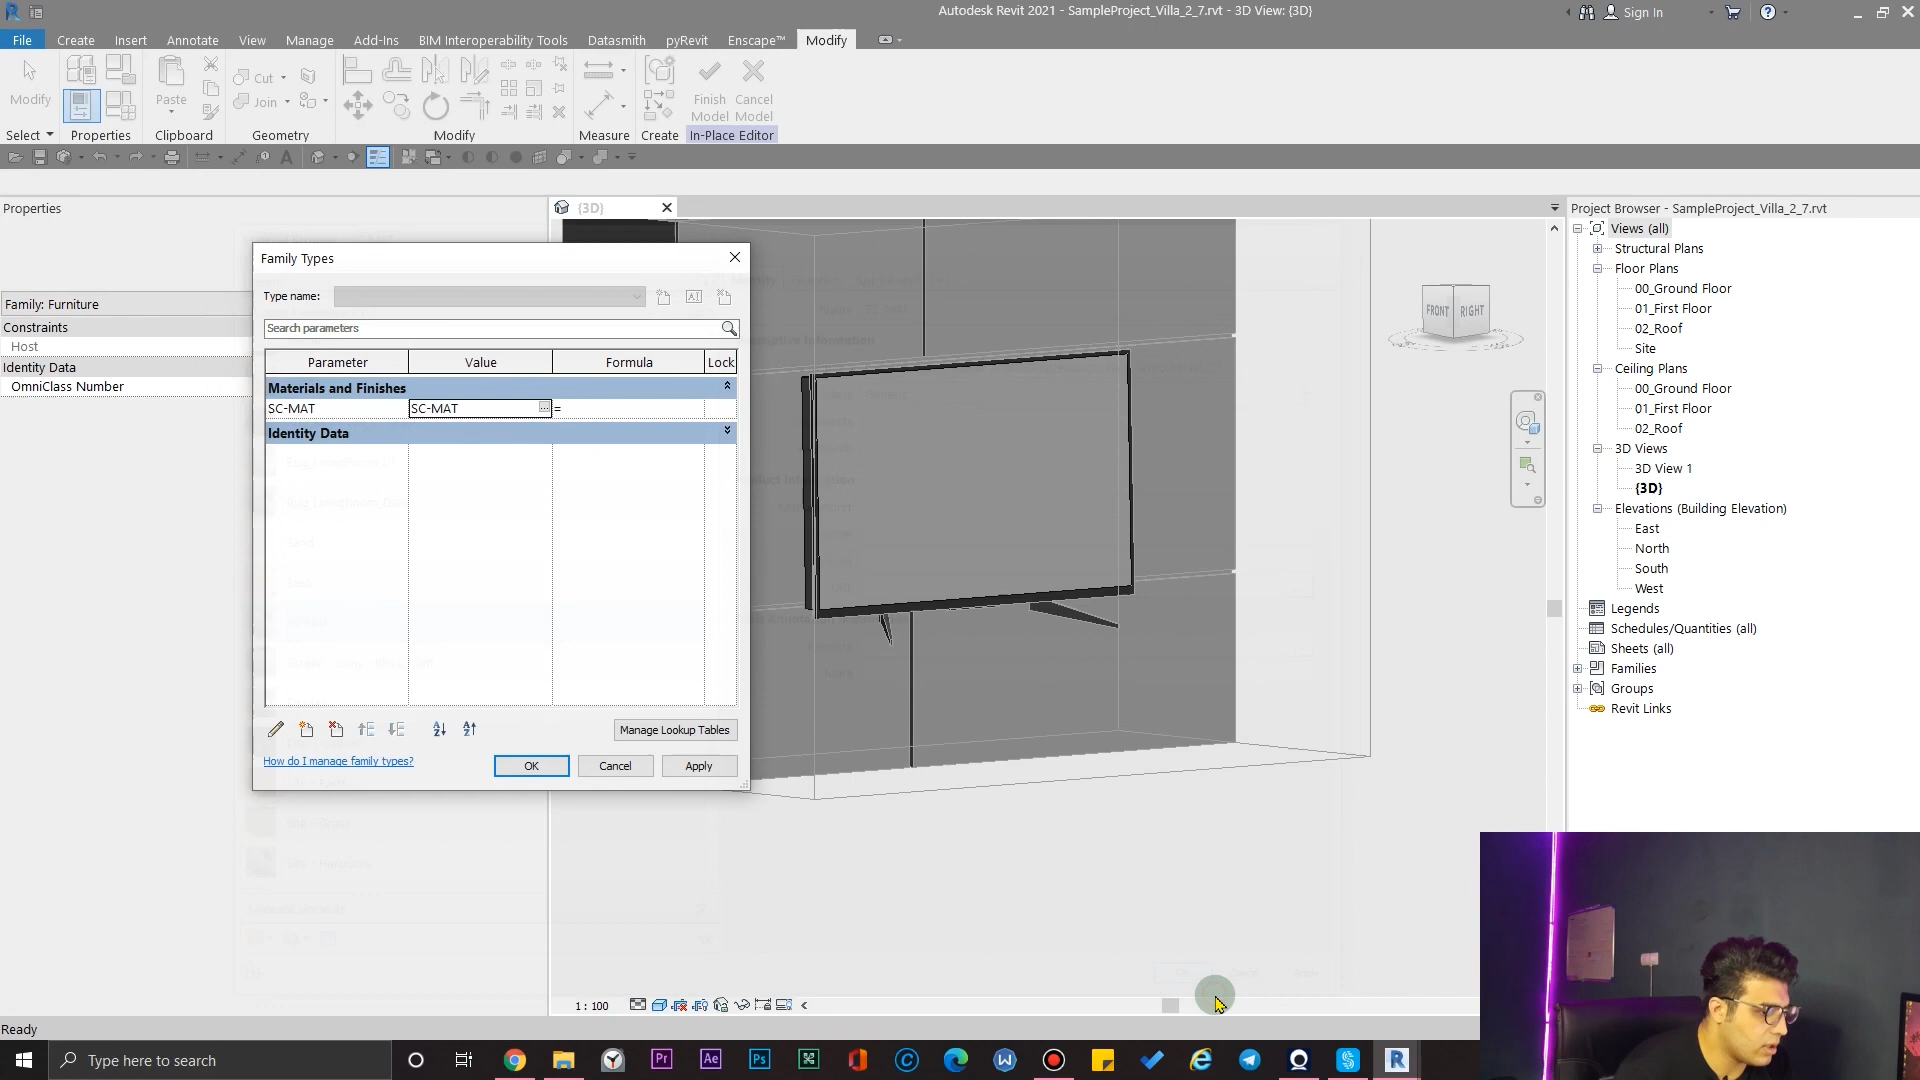 Autodesk Revit 2021 - SampleProject_Villa_2_7.rvt - 3D View: {3D}
Sign In
File Create Insert Annotate View Manage Add-Ins BIM Interoperability Tools Datasmith pyRevit Enscape™ Modify
Modify
Paste
Cut
Join
Finish Model
Cancel Model
Select Properties Clipboard Geometry Modify Measure Create In-Place Editor
Properties
{3D}
Project Browser - SampleProject_Villa_2_7.rvt
Family: Furniture
Constraints
Host
Identity Data
OmniClass Number
Family Types
Type name:
Search parameters
Parameter Value Formula Lock
Materials and Finishes
SC-MAT SC-MAT =
Identity Data
Manage Lookup Tables
How do I manage family types?
OK Cancel Apply
FRONT RIGHT
Views (all)
Structural Plans
Floor Plans
00_Ground Floor
01_First Floor
02_Roof
Site
Ceiling Plans
00_Ground Floor
01_First Floor
02_Roof
3D Views
3D View 1
{3D}
Elevations (Building Elevation)
East
North
South
West
Legends
Schedules/Quantities (all)
Sheets (all)
Families
Groups
Revit Links
1 : 100
Ready
Type here to search